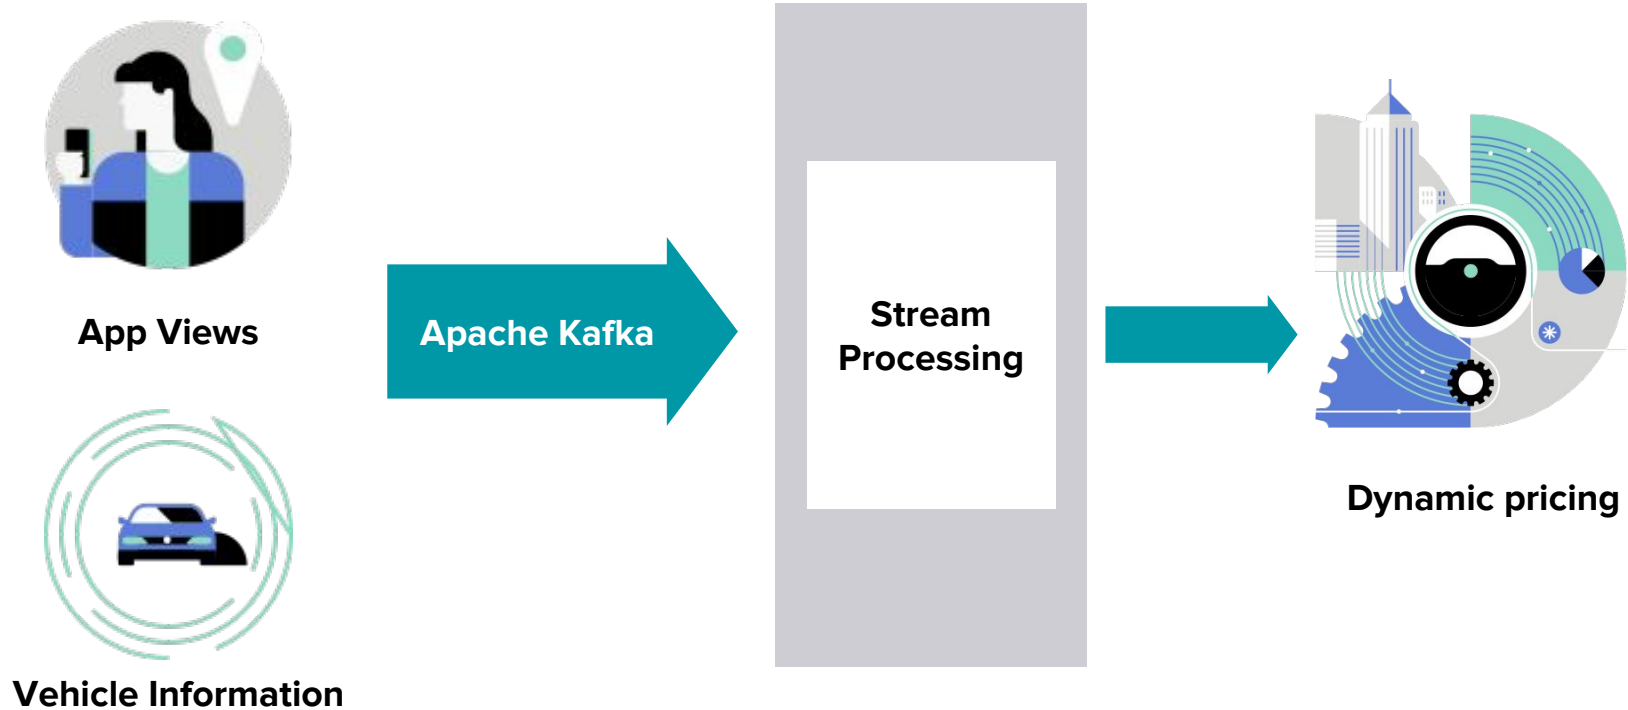 App Views
Vehicle Information
Apache Kafka
Stream
Processing
Dynamic pricing